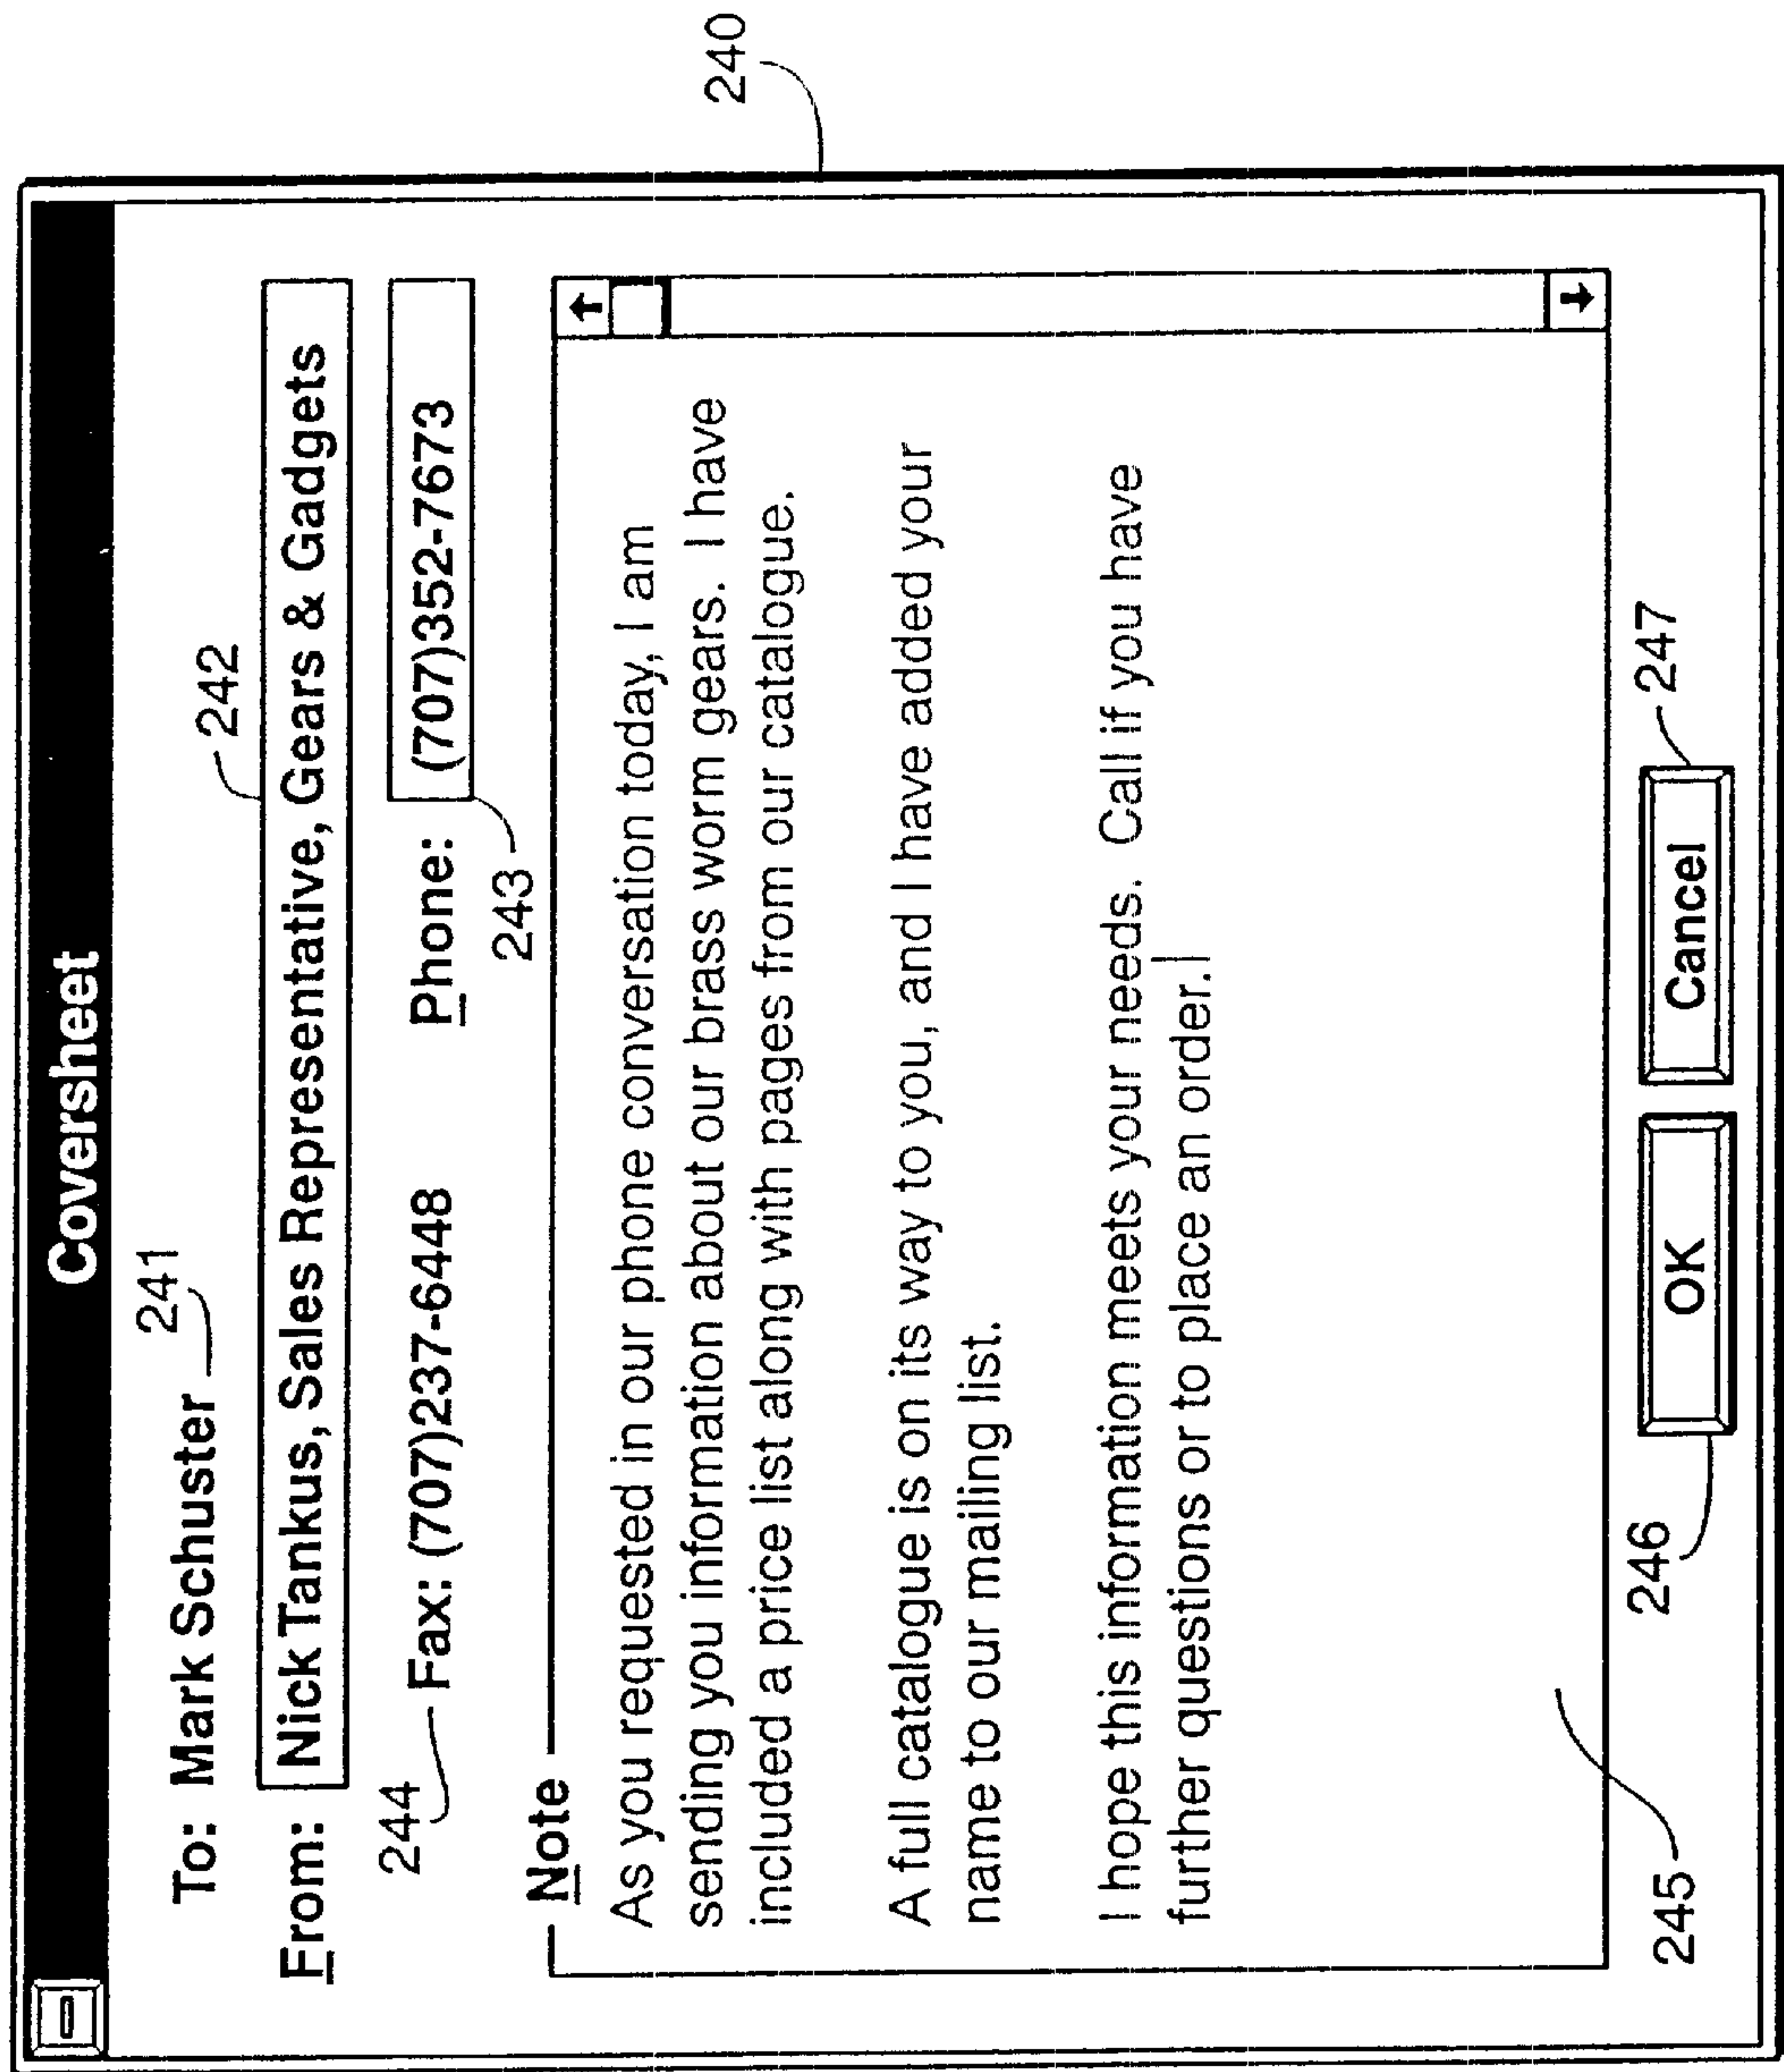 Coversheet
240
To: Mark Schuster 241
242
From: Nick Tankus, Sales Representative, Gears & Gadgets
244 Fax: (707)237-6448 Phone: (707)352-7673
243
Note
As you requested in our phone conversation today, I am
sending you information about our brass worm gears. I have
included a price list along with pages from our catalogue.
A full catalogue is on its way to you, and I have added your
name to our mailing list.
I hope this information meets your needs. Call if you have
further questions or to place an order.
245 246 OK Cancel 247